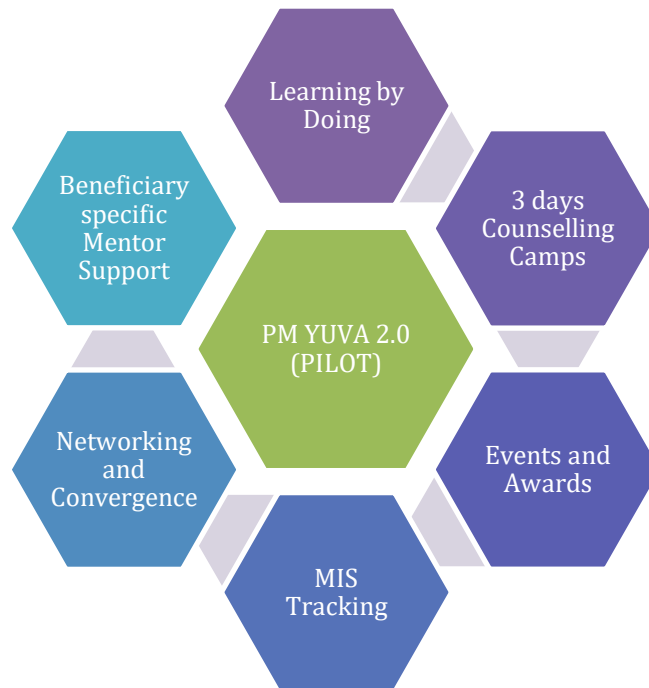 Learning by
Doing
3 days
Counselling
Camps
Events and
Awards
MIS
Tracking
Networking
and
Convergence
Beneficiary
specific
Mentor
Support
PM YUVA 2.0
(PILOT)